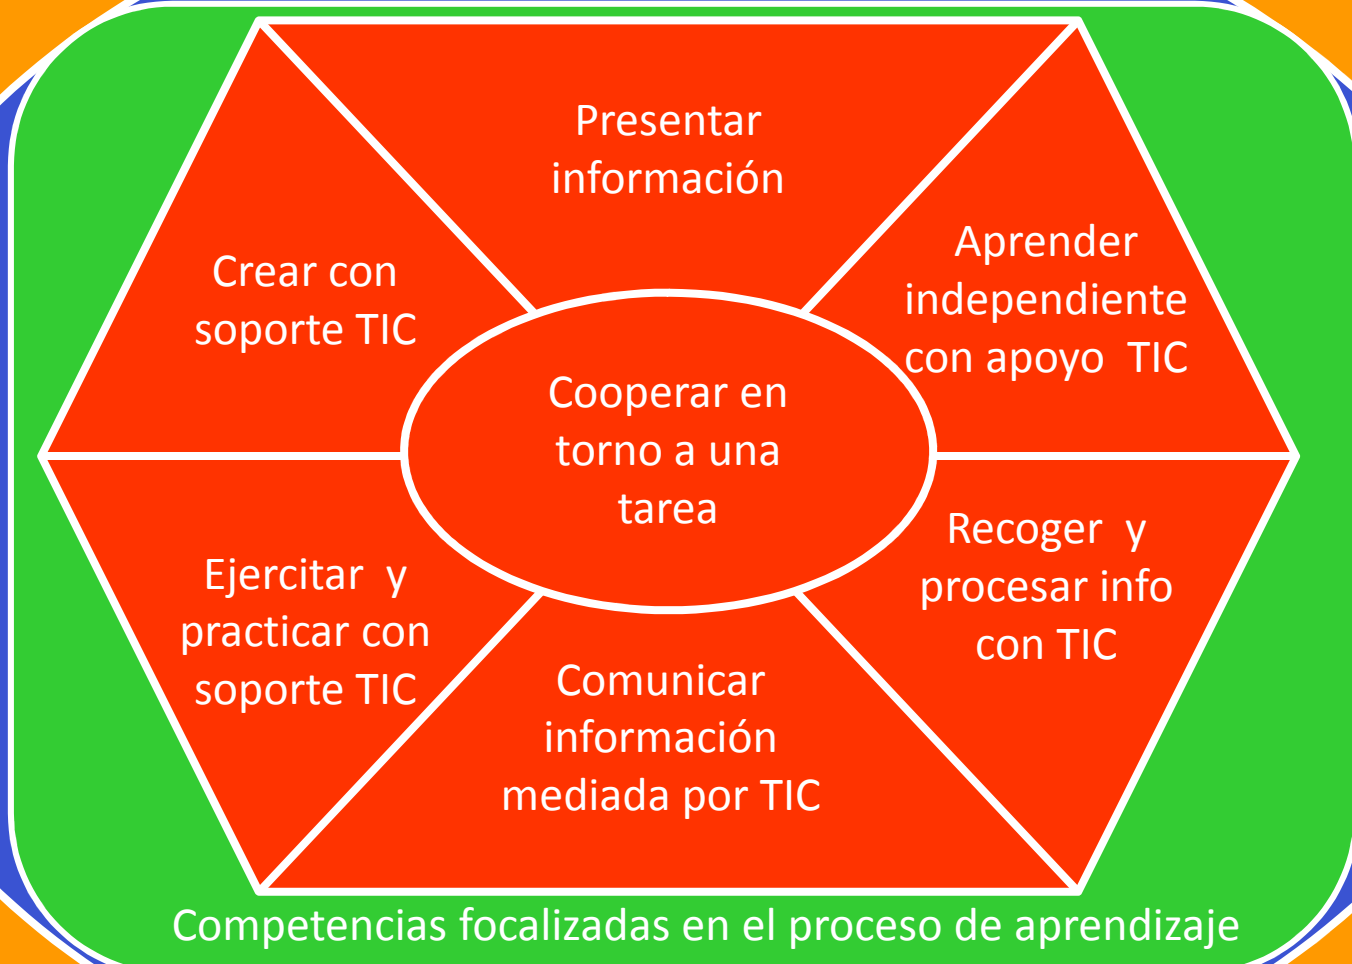 Presentar
información
Aprender
independiente
con apoyo  TIC
Crear con
soporte TIC
Cooperar en
torno a una
tarea
Recoger  y
procesar info
con TIC
Ejercitar  y
practicar con
soporte TIC
Comunicar
información
mediada por TIC
Competencias focalizadas en el proceso de aprendizaje